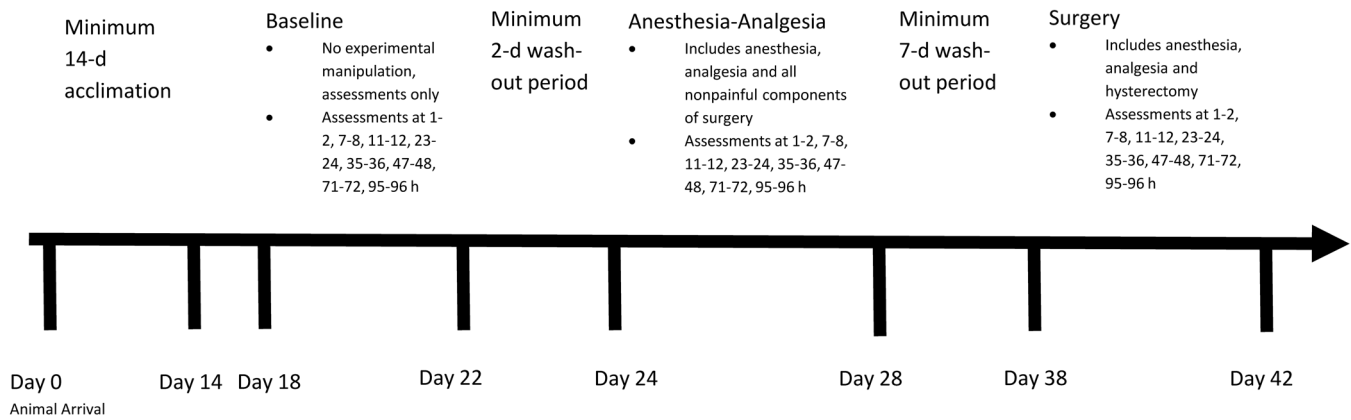 Minimum
14-d
acclimation
Baseline
• No experimental
manipulation,
assessments only
• Assessments at 1-
2, 7-8, 11-12, 23-
24, 35-36, 47-48,
71-72, 95-96 h
Minimum
2-d wash-
out period
Anesthesia-Analgesia
• Includes anesthesia,
analgesia and all
nonpainful components
of surgery
• Assessments at 1-2, 7-8,
11-12, 23-24, 35-36, 47-
48, 71-72, 95-96 h
Minimum
7-d wash-
out period
Surgery
• Includes anesthesia,
analgesia and
hysterectomy
• Assessments at 1-2,
7-8, 11-12, 23-24,
35-36, 47-48, 71-72,
95-96 h
Day 0
Animal Arrival
Day 14
Day 18
Day 22
Day 24
Day 28
Day 38
Day 42